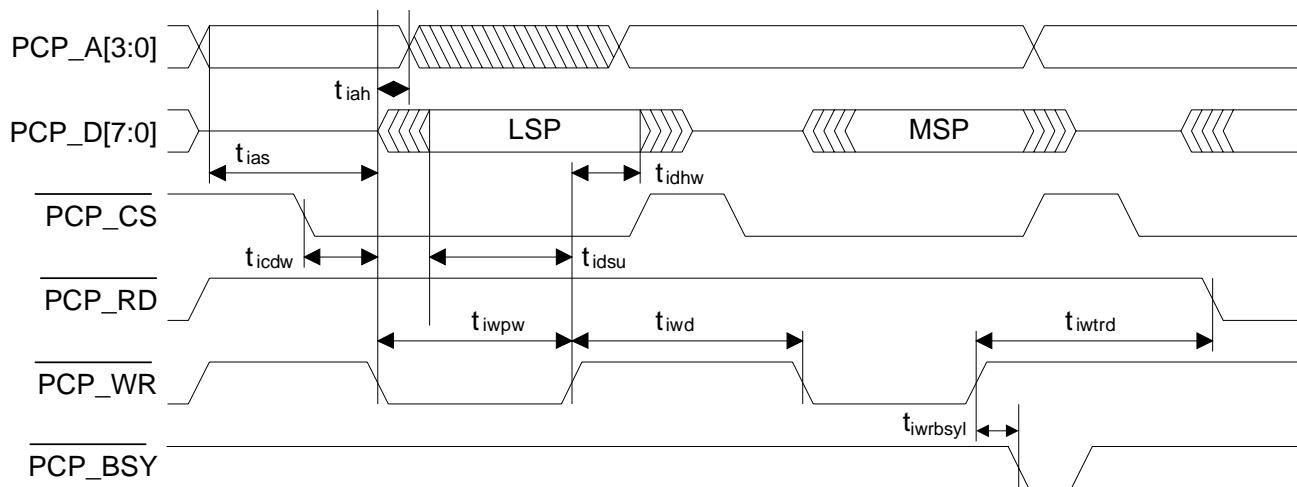 PCP_A[3:0]
t iah
PCP_D[7:0]
LSP
MSP
t ias
t idhw
PCP_CS
t icdw
t idsu
PCP_RD
t iwpw
t iwd
t iwtrd
PCP_WR
t iwrbsyl
PCP_BSY